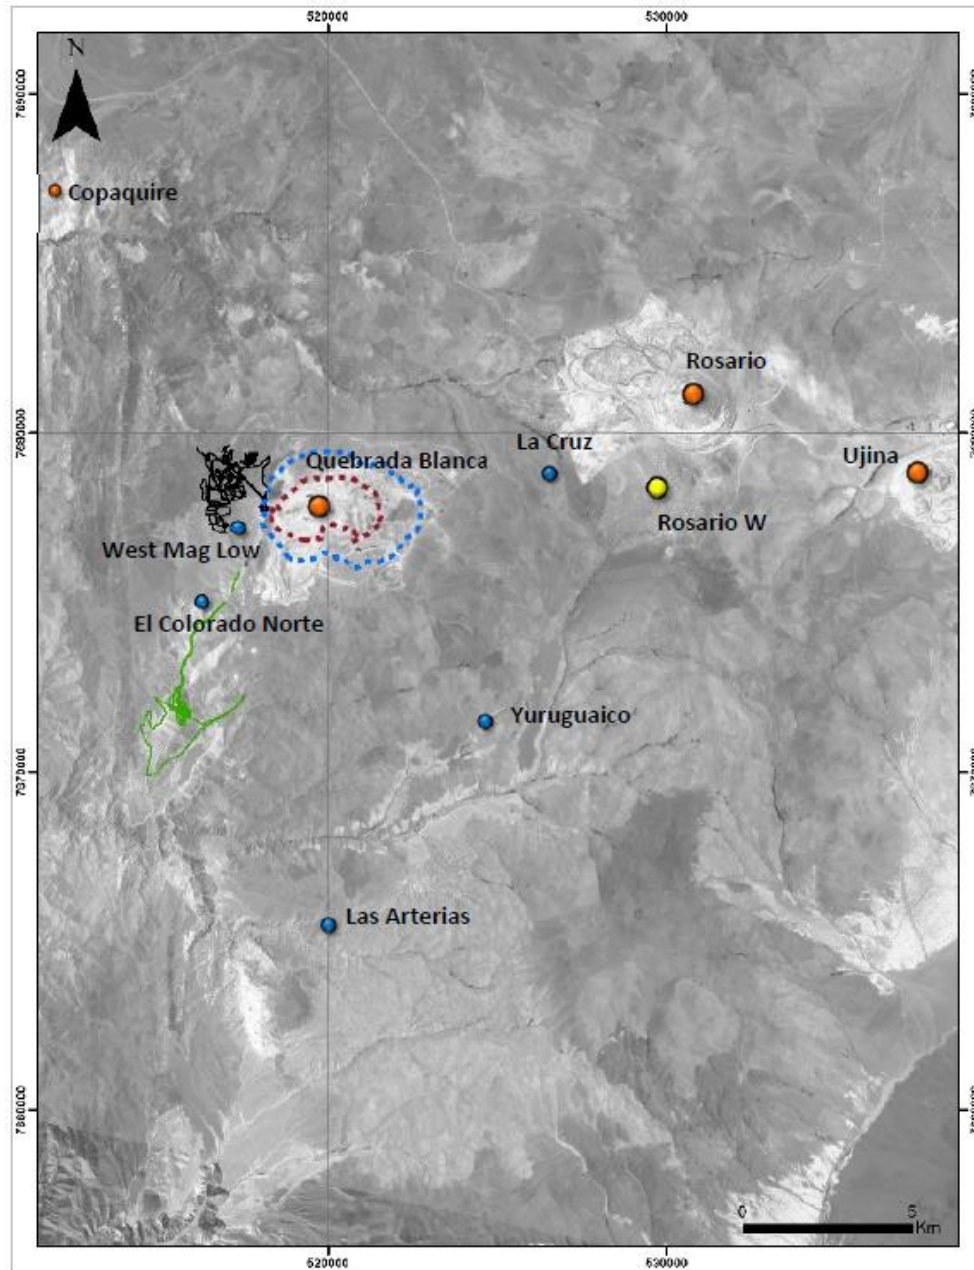 520000
530000
N
Copaquire
Rosario
La Cruz
Ujina
Quebrada Blanca
Rosario W
West Mag Low
El Colorado Norte
Yuruguaico
Las Arterias
0 5
Km
520000
530000